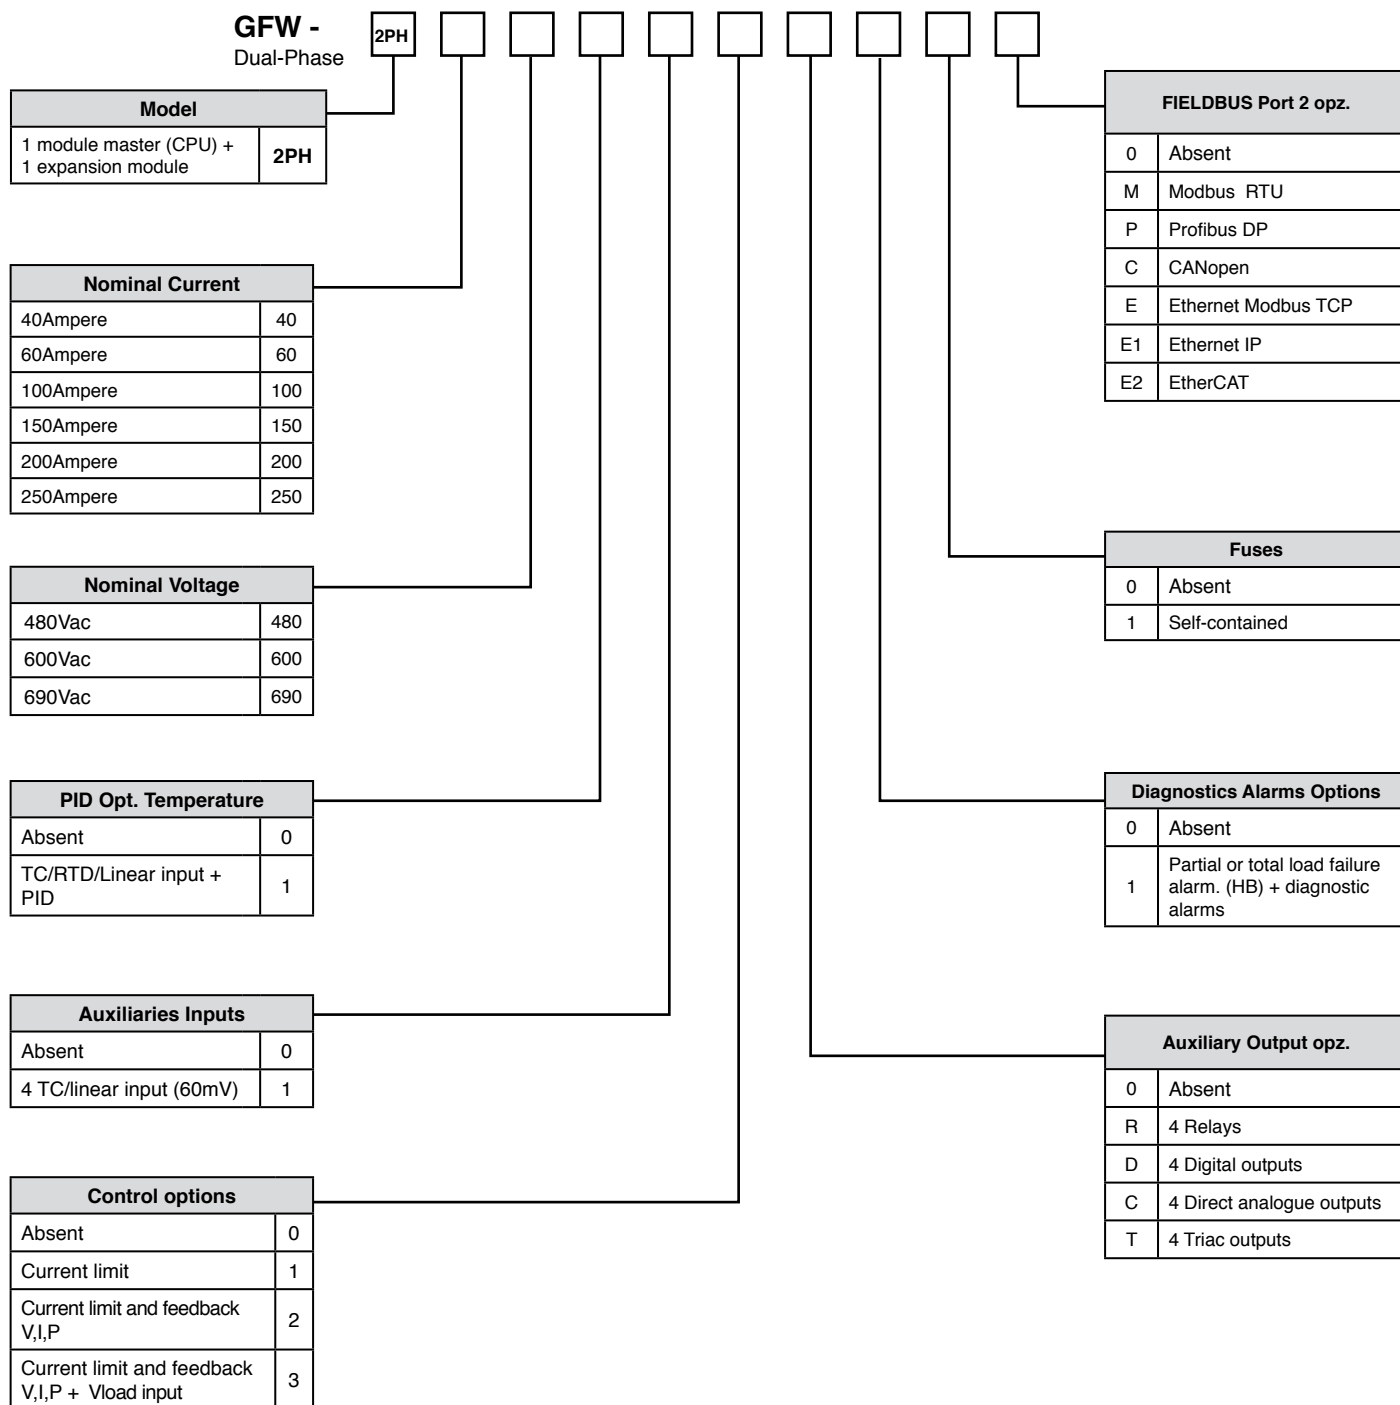 GFW -
Dual-Phase
2PH
Model
1 module master (CPU) +
1 expansion module
2PH
Nominal Current
40Ampere 40
60Ampere 60
100Ampere 100
150Ampere 150
200Ampere 200
250Ampere 250
Nominal Voltage
480Vac 480
600Vac 600
690Vac 690
PID Opt. Temperature
Absent 0
TC/RTD/Linear input +
PID
1
Auxiliaries Inputs
Absent 0
4 TC/linear input (60mV) 1
Control options
Absent 0
Current limit 1
Current limit and feedback
V,I,P
2
Current limit and feedback
V,I,P + Vload input
3
FIELDBUS Port 2 opz.
0 Absent
M Modbus RTU
P Profibus DP
C CANopen
E Ethernet Modbus TCP
E1 Ethernet IP
E2 EtherCAT
Fuses
0 Absent
1 Self-contained
Diagnostics Alarms Options
0 Absent
1
Partial or total load failure
alarm. (HB) + diagnostic
alarms
Auxiliary Output opz.
0 Absent
R 4 Relays
D 4 Digital outputs
C 4 Direct analogue outputs
T 4 Triac outputs